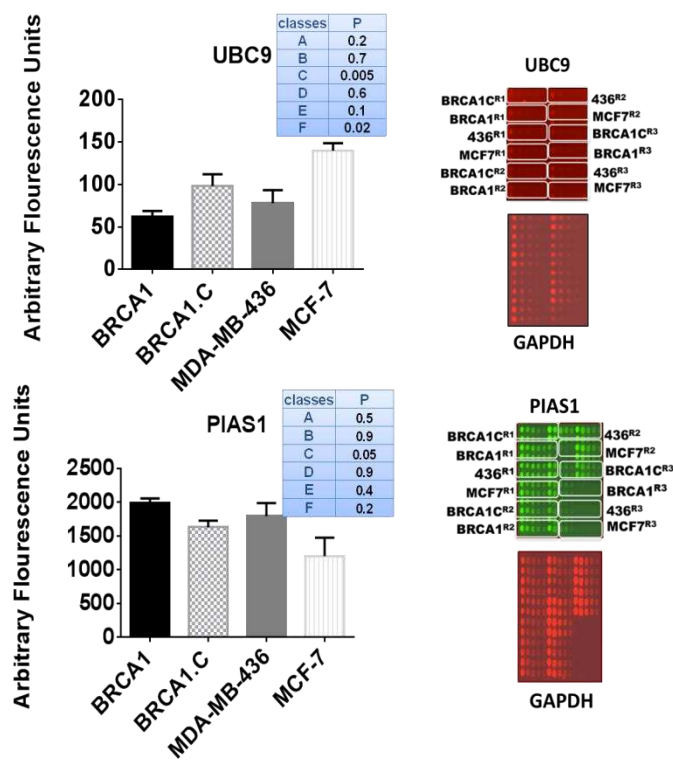 UBC9
classes P
A 0.2
B 0.7
C 0.005
D 0.6
E 0.1
F 0.02
Arbitrary Flourescence Units
200
150
100
50
0
BRCA1
BRCA1.C
MDA-MB-436
MCF-7
UBC9
BRCA1C^R1 436^R2
BRCA1^R1 MCF7^R2
436^R1 BRCA1C^R3
MCF7^R1 BRCA1^R3
BRCA1C^R2 436^R3
BRCA1^R2 MCF7^R3
GAPDH
PIAS1
classes P
A 0.5
B 0.9
C 0.05
D 0.9
E 0.4
F 0.2
Arbitrary Flourescence Units
2500
2000
1500
1000
500
0
BRCA1
BRCA1.C
MDA-MB-436
MCF-7
PIAS1
BRCA1C^R1 436^R2
BRCA1^R1 MCF7^R2
436^R1 BRCA1C^R3
MCF7^R1 BRCA1^R3
BRCA1C^R2 436^R3
BRCA1^R2 MCF7^R3
GAPDH